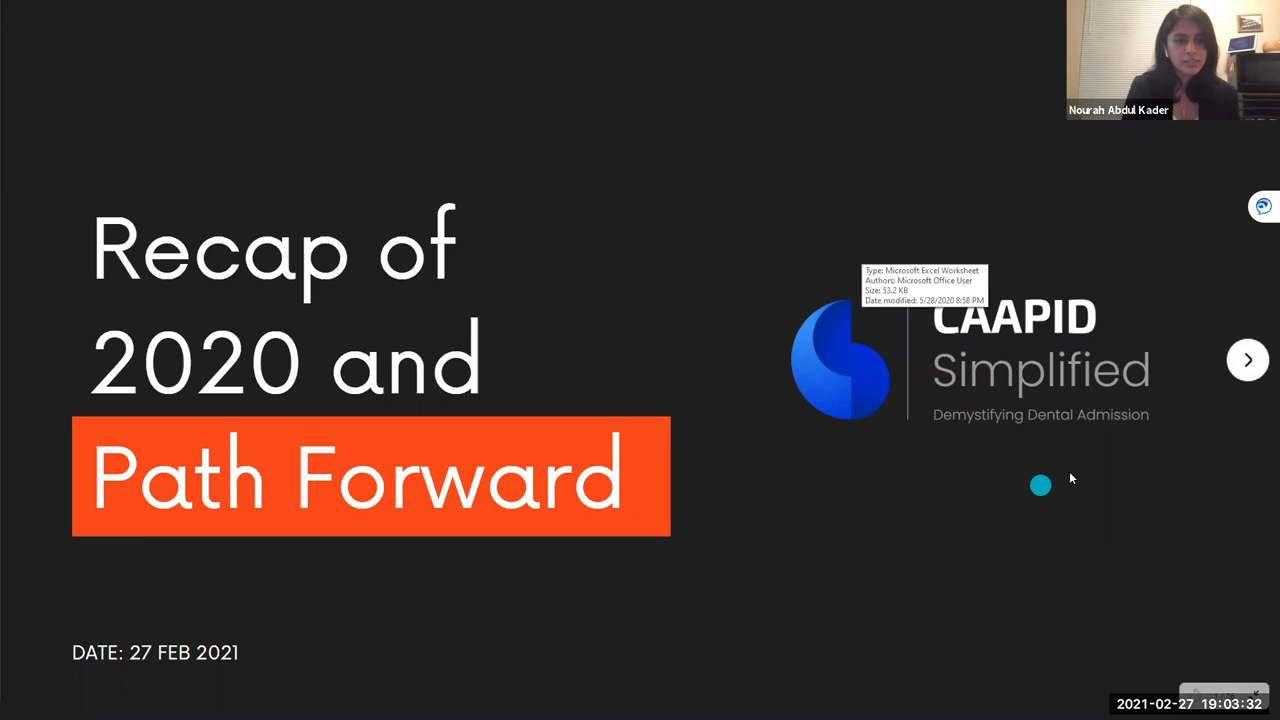 Nourah Abdul Kader
Recap of
2020 and
Path Forward
Type: Microsoft Excel Worksheet
Authors: Microsoft Office User
Size: 53.2 KB
Date modified: 5/28/2020 8:58 PM
CAAPID
Simplified
Demystifying Dental Admission
DATE: 27 FEB 2021
2021-02-27 19:03:32